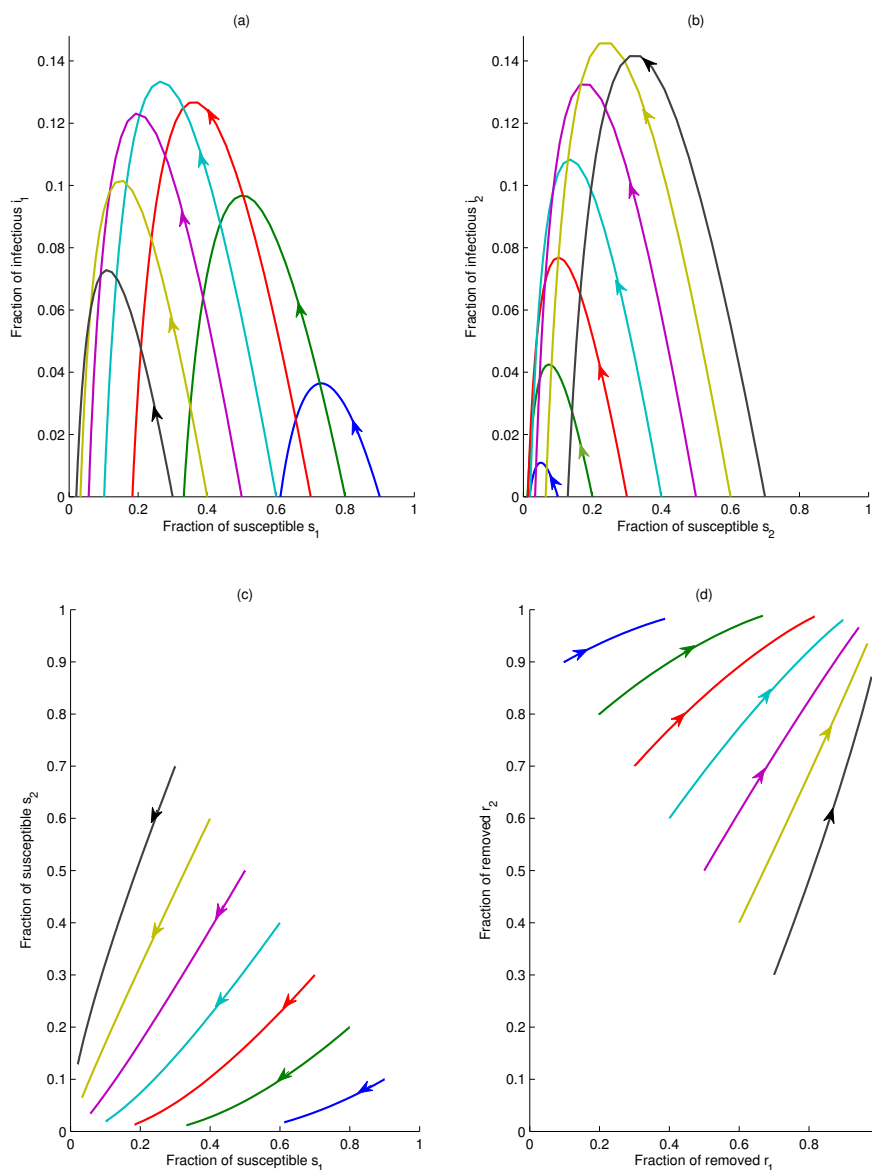 (a)
0.14
0.12
0.1
0.08
0.06
0.04
0.02
0
0 0.2 0.4 0.6 0.8 1
Fraction of susceptible s1
Fraction of infectious i1
(b)
0.14
0.12
0.1
0.08
0.06
0.04
0.02
0
0 0.2 0.4 0.6 0.8 1
Fraction of susceptible s2
Fraction of infectious i2
(c)
1
0.9
0.8
0.7
0.6
0.5
0.4
0.3
0.2
0.1
0
0 0.2 0.4 0.6 0.8 1
Fraction of susceptible s1
Fraction of susceptible s2
(d)
1
0.9
0.8
0.7
0.6
0.5
0.4
0.3
0.2
0.1
0
0 0.2 0.4 0.6 0.8
Fraction of removed r1
Fraction of removed r2